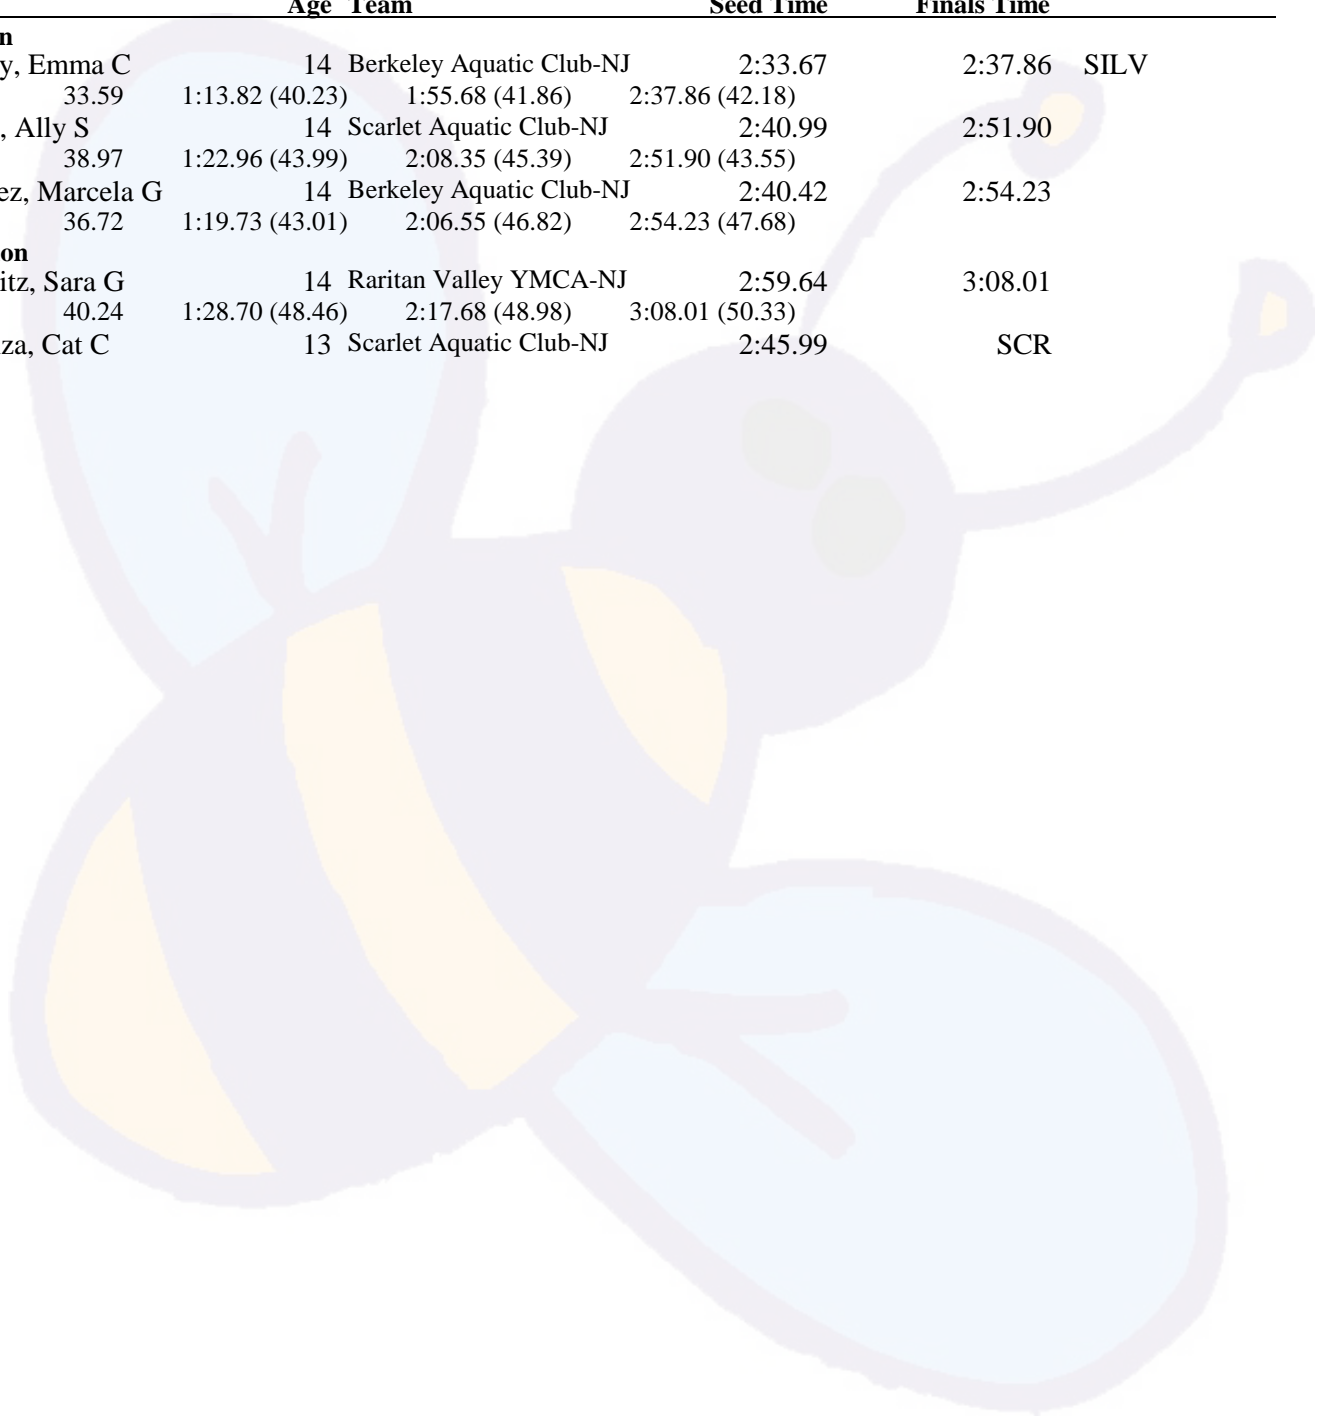 Age Team Seed Time Finals Time
n
y, Emma C 14 Berkeley Aquatic Club-NJ 2:33.67 2:37.86 SILV
33.59 1:13.82 (40.23) 1:55.68 (41.86) 2:37.86 (42.18)
, Ally S 14 Scarlet Aquatic Club-NJ 2:40.99 2:51.90
38.97 1:22.96 (43.99) 2:08.35 (45.39) 2:51.90 (43.55)
ez, Marcela G 14 Berkeley Aquatic Club-NJ 2:40.42 2:54.23
36.72 1:19.73 (43.01) 2:06.55 (46.82) 2:54.23 (47.68)
on
itz, Sara G 14 Raritan Valley YMCA-NJ 2:59.64 3:08.01
40.24 1:28.70 (48.46) 2:17.68 (48.98) 3:08.01 (50.33)
za, Cat C 13 Scarlet Aquatic Club-NJ 2:45.99 SCR